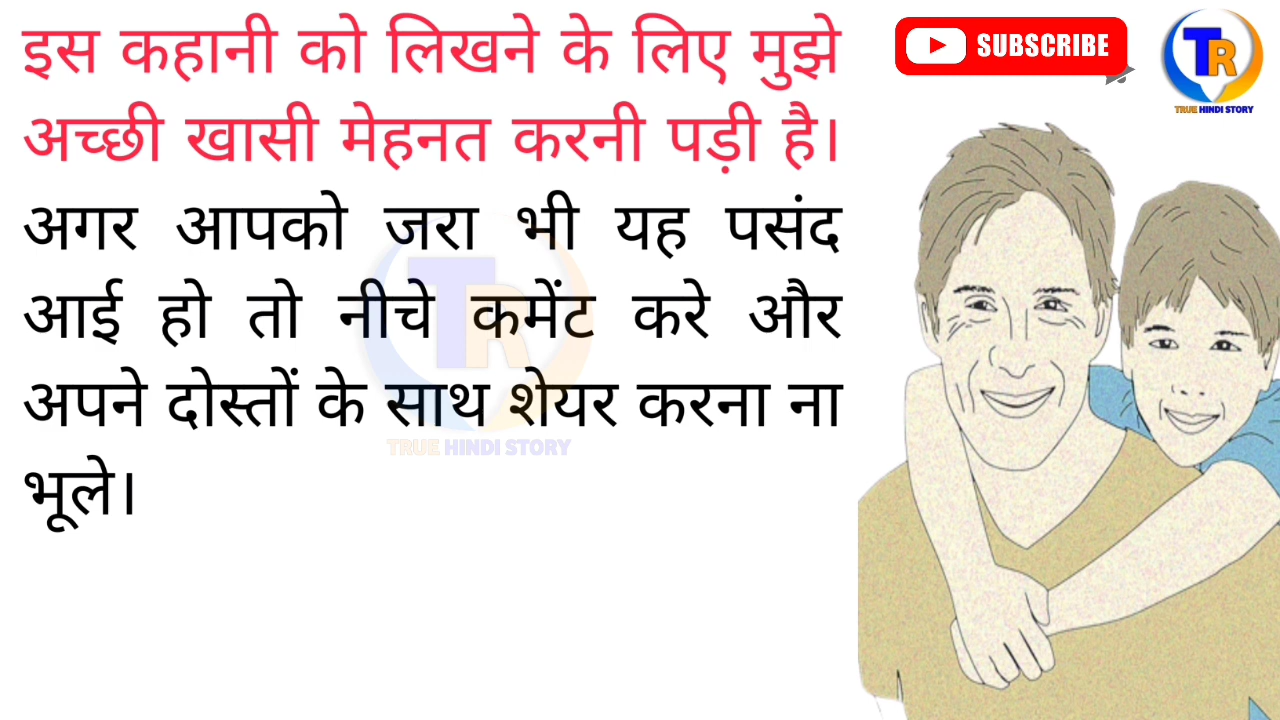 इस कहानी को लिखने के लिए मुझे
अच्छी खासी मेहनत करनी पड़ी है।
अगर आपको जरा भी यह पसंद
आई हो तो नीचे कमेंट करे और
अपने दोस्तों के साथ शेयर करना ना
भूले।
SUBSCRIBE
TR
TRUE HINDI STORY
TR
TRUE HINDI STORY